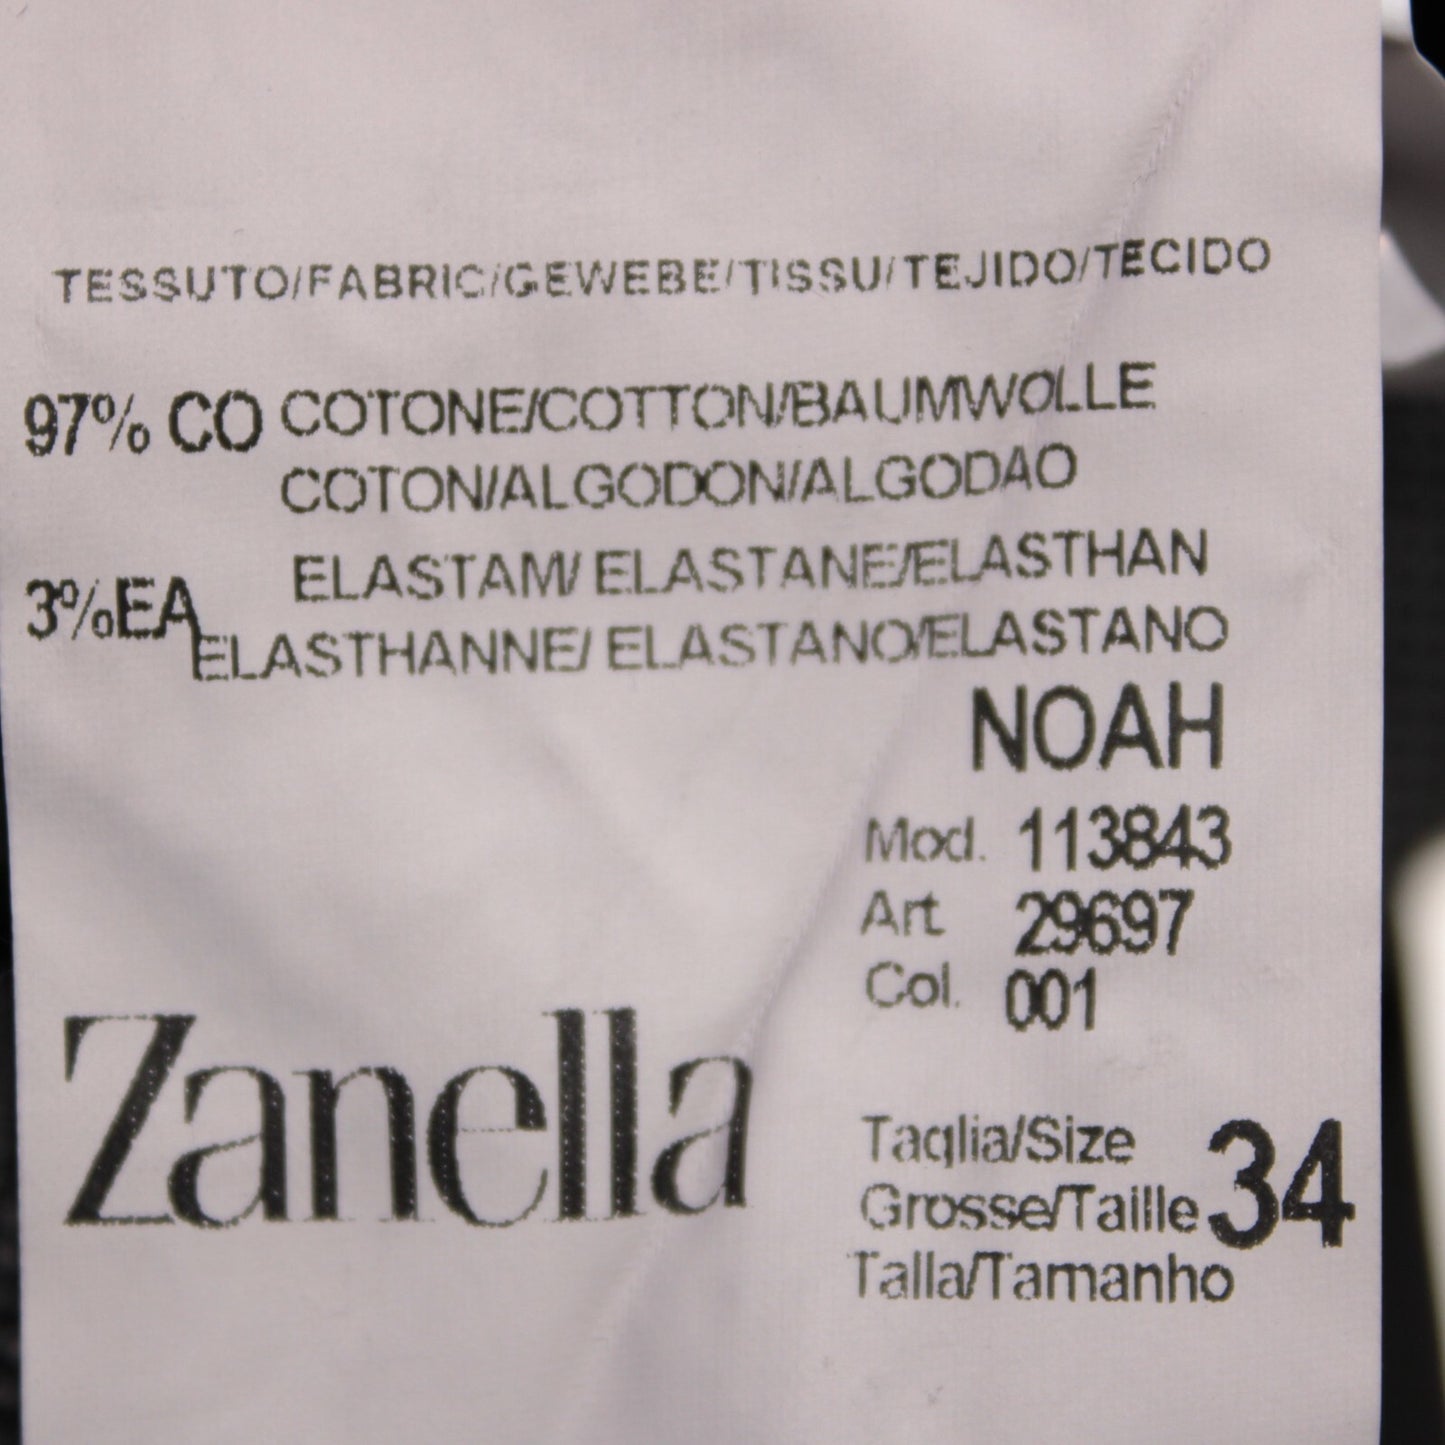 TESSUTO/FABRIC/GEWEBE/TISSU/TEJIDO/TECIDO
97% CO COTONE/COTTON/BAUMWOLLE
COTON/ALGODON/ALGODAO
3%EA ELASTAM/ ELASTANE/ELASTHAN
ELASTHANNE/ ELASTANO/ELASTANO
NOAH
Mod. 113843
Art. 29697
Col. 001
Zanella
Taglia/Size
Grosse/Taille 34
Talla/Tamanho